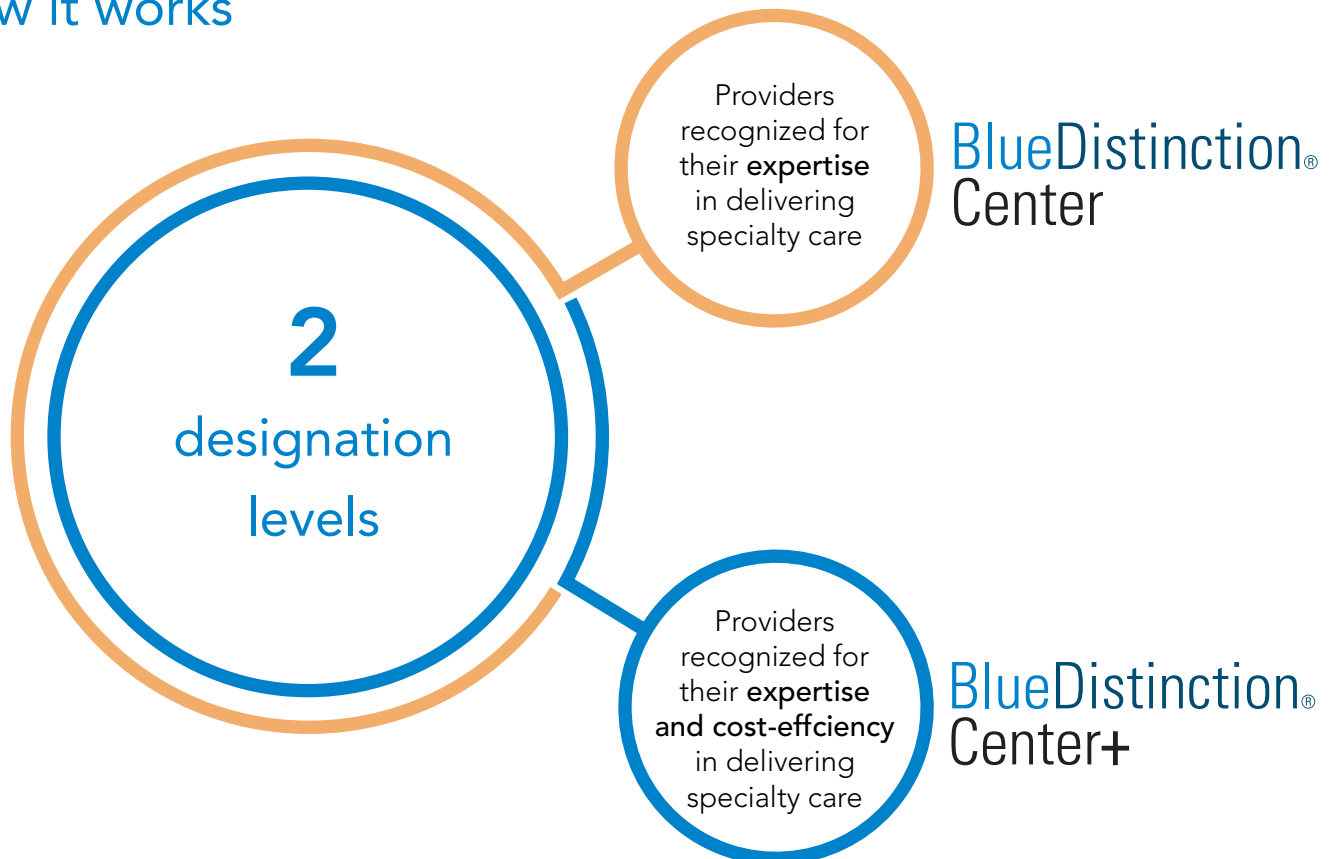 w it works
Providers
recognized for
their expertise
in delivering
specialty care
BlueDistinction®
Center
2
designation
levels
Providers
recognized for
their expertise
and cost-effciency
in delivering
specialty care
BlueDistinction®
Center+